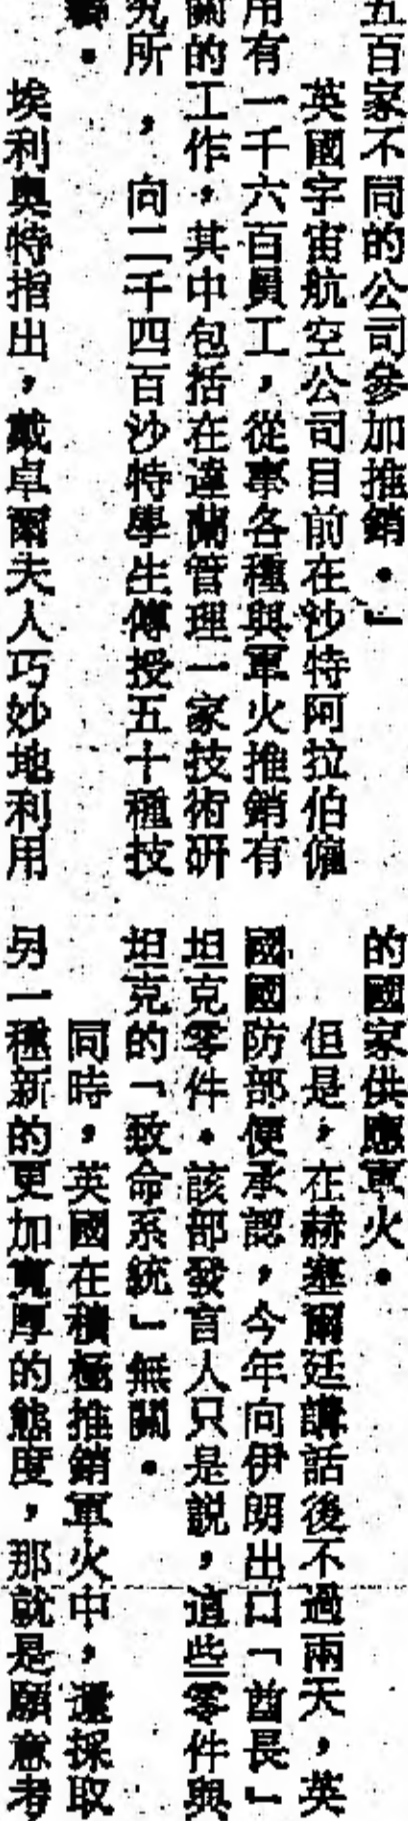 五百家不同的公司參加推銷。」
英國宇宙航空公司目前在沙特阿拉伯僱
用有一千六百員工，從事各種與軍火推銷有
關的工作，其中包括在達蘭管理一家技術研
究所，向二千四百沙特學生傳授五十種技
。
埃利奧特指出，戴卓爾夫人巧妙地利用
的國家供應軍火。
但是，在赫塞爾廷講話後不過兩天，英
國國防部便承認，今年向伊朗出口「酋長」
坦克零件。該部發言人只是説，這些零件與
坦克的「致命系統」無關。
同時，英國在積極推銷軍火中，還採取
另一種新的更加寬厚的態度，那就是願意考